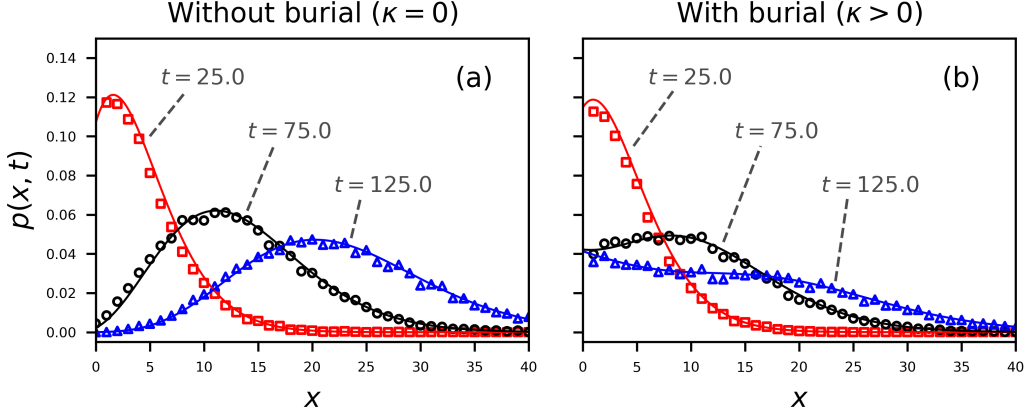 Without burial (κ = 0)
With burial (κ > 0)
p(x, t)
0.14
0.12
0.10
0.08
0.06
0.04
0.02
0.00
t = 25.0
(a)
t = 75.0
t = 125.0
0 5 10 15 20 25 30 35 40
x
t = 25.0
(b)
t = 75.0
t = 125.0
0 5 10 15 20 25 30 35 40
x